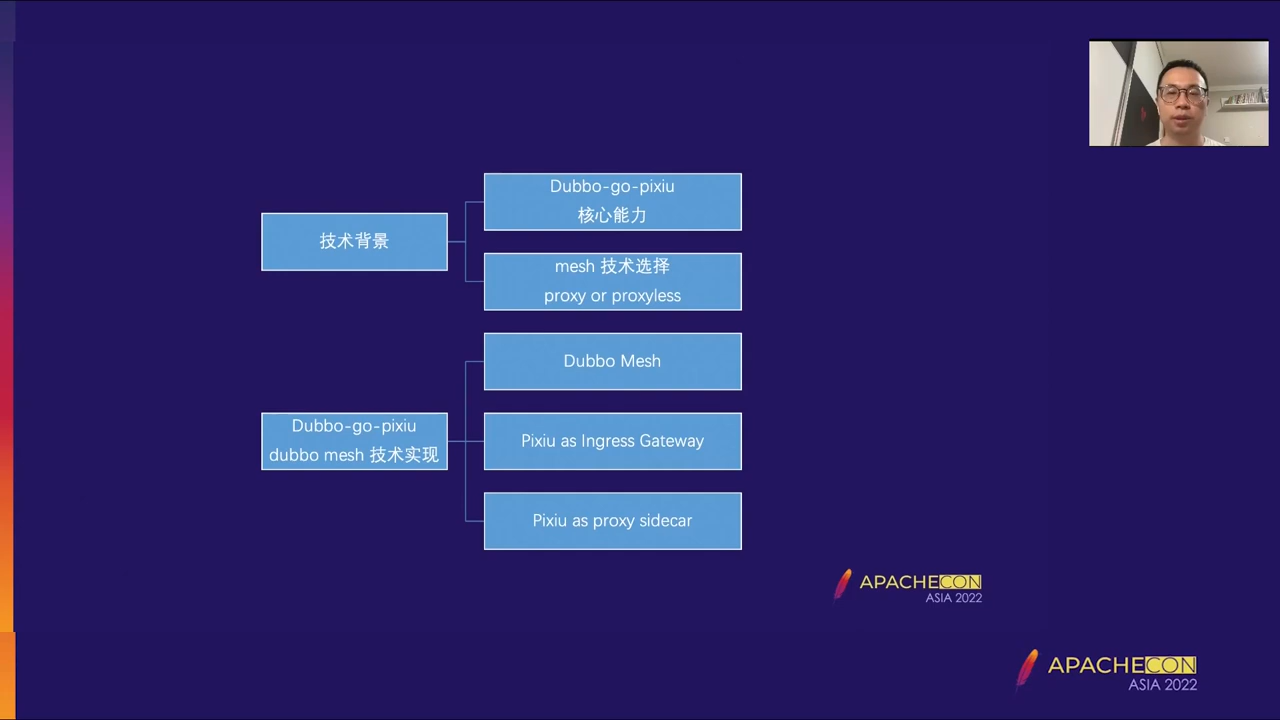 技术背景
Dubbo-go-pixiu
核心能力
mesh 技术选择
proxy or proxyless
Dubbo-go-pixiu
dubbo mesh 技术实现
Dubbo Mesh
Pixiu as Ingress Gateway
Pixiu as proxy sidecar
APACHECON
ASIA 2022
APACHECON
ASIA 2022